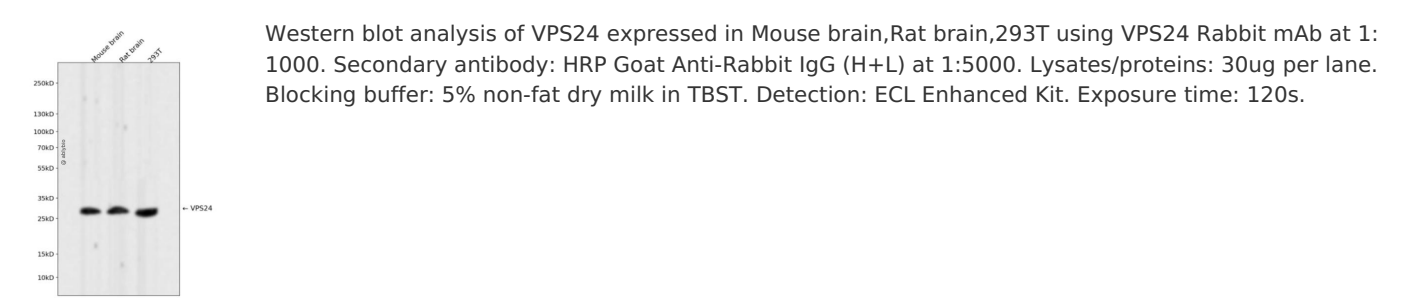 Mouse brain
Rat brain
293T
Western blot analysis of VPS24 expressed in Mouse brain,Rat brain,293T using VPS24 Rabbit mAb at 1:
1000. Secondary antibody: HRP Goat Anti-Rabbit IgG (H+L) at 1:5000. Lysates/proteins: 30ug per lane.
Blocking buffer: 5% non-fat dry milk in TBST. Detection: ECL Enhanced Kit. Exposure time: 120s.
250kD
130kD
100kD
70kD
55kD
35kD
25kD
15kD
10kD
← VPS24